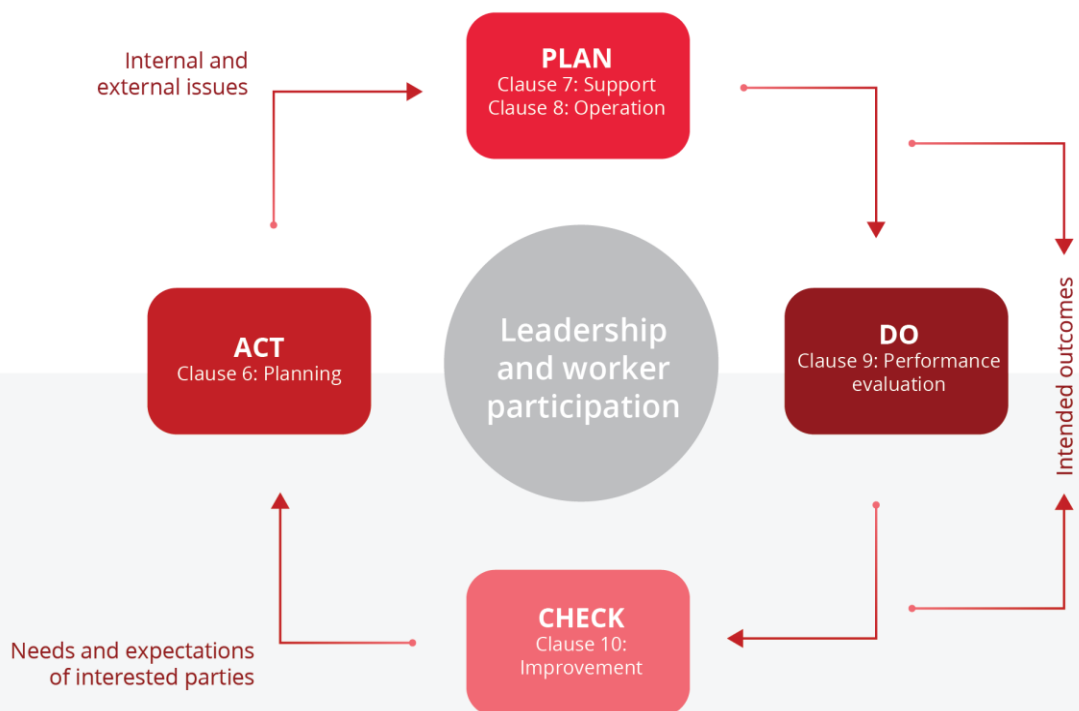 Internal and
external issues
PLAN
Clause 7: Support
Clause 8: Operation
ACT
Clause 6: Planning
Leadership
and worker
participation
DO
Clause 9: Performance
evaluation
Intended outcomes
CHECK
Clause 10:
Improvement
Needs and expectations
of interested parties